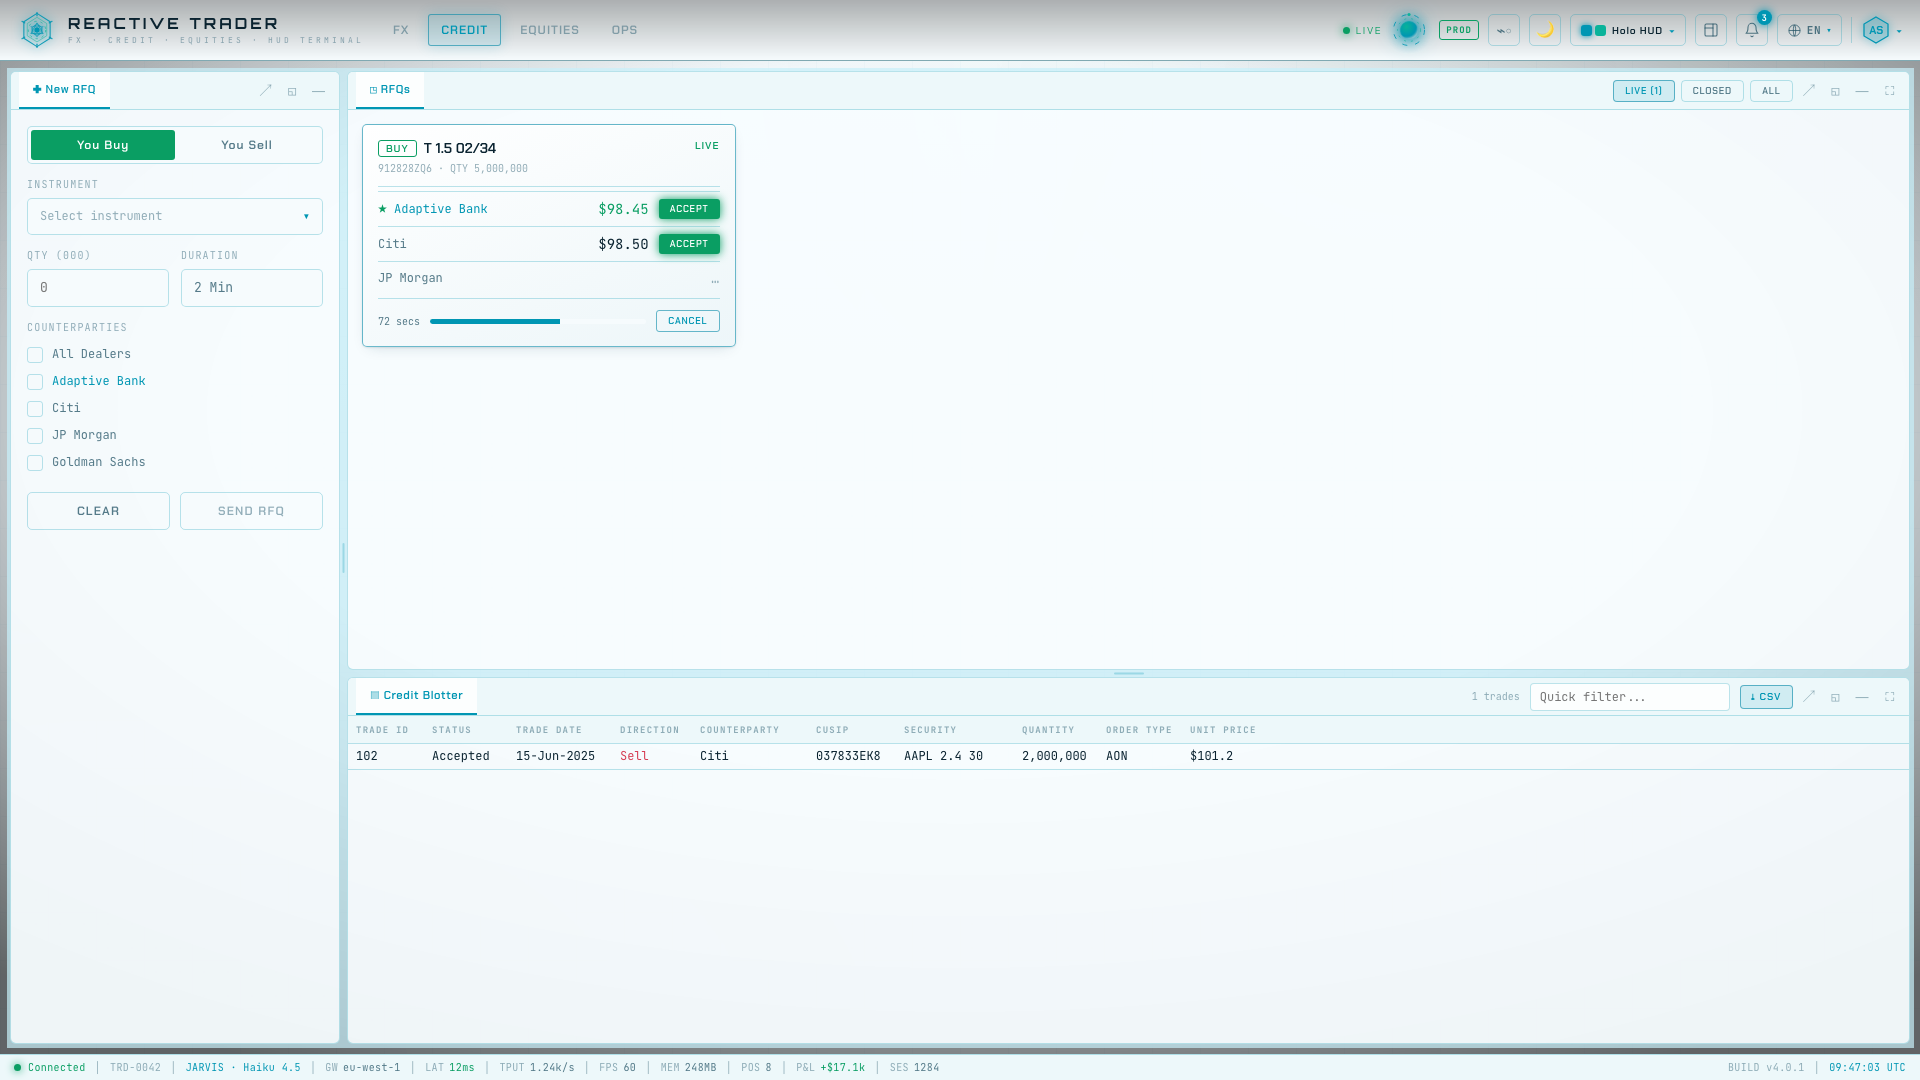 REACTIVE TRADER
FX · CREDIT · EQUITIES · HUD TERMINAL
FX
CREDIT
EQUITIES
OPS
LIVE
PROD
Holo HUD
3
EN
AS
New RFQ
You Buy
You Sell
INSTRUMENT
Select instrument
QTY (000)
DURATION
0
2 Min
COUNTERPARTIES
All Dealers
Adaptive Bank
Citi
JP Morgan
Goldman Sachs
CLEAR
SEND RFQ
RFQs
LIVE (1)
CLOSED
ALL
BUY T 1.5 02/34
LIVE
912828ZQ6 · QTY 5,000,000
★ Adaptive Bank $98.45 ACCEPT
Citi $98.50 ACCEPT
JP Morgan …
72 secs
CANCEL
Credit Blotter
1 trades
Quick filter...
↓ CSV
TRADE ID STATUS TRADE DATE DIRECTION COUNTERPARTY CUSIP SECURITY QUANTITY ORDER TYPE UNIT PRICE
102 Accepted 15-Jun-2025 Sell Citi 037833EK8 AAPL 2.4 30 2,000,000 AON $101.2
Connected | TRD-0042 | JARVIS · Haiku 4.5 | GW eu-west-1 | LAT 12ms | TPUT 1.24k/s | FPS 60 | MEM 248MB | POS 8 | P&L +$17.1k | SES 1284
BUILD v4.0.1 | 09:47:03 UTC